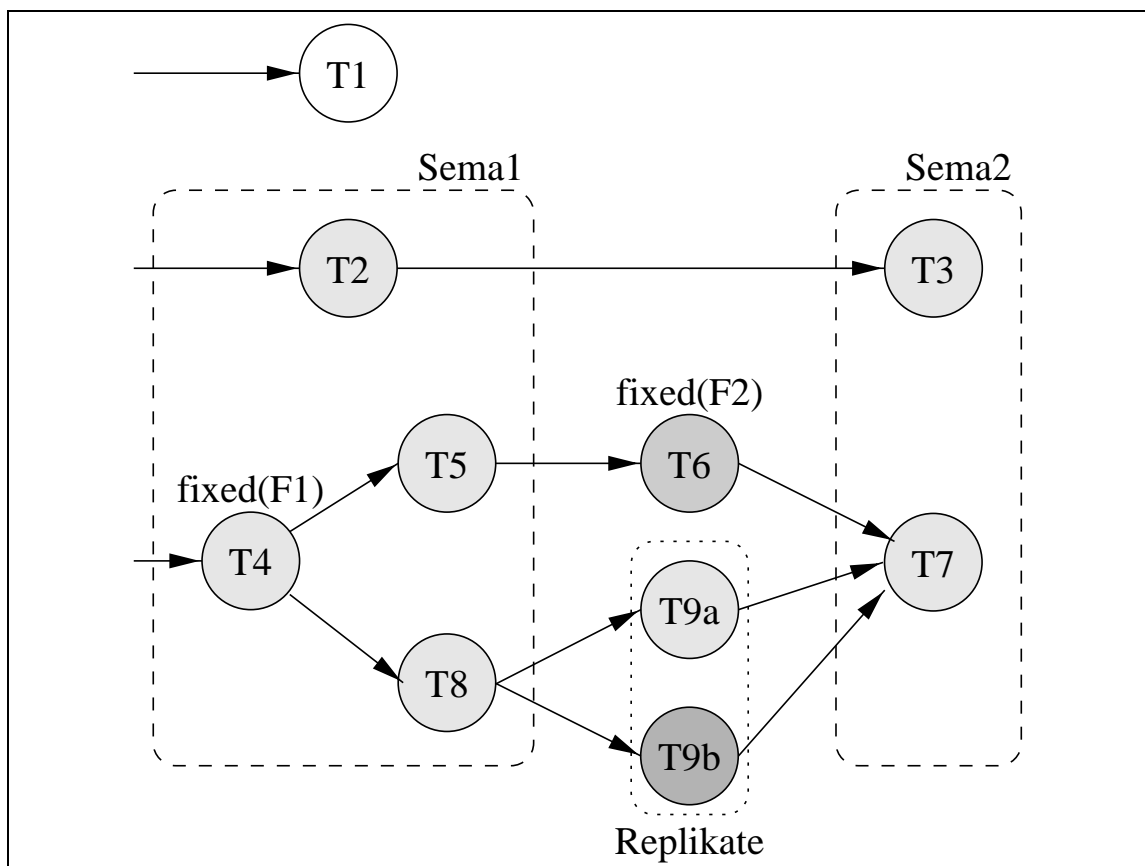 T1
Sema1
Sema2
T2
T3
fixed(F2)
T5
T6
fixed(F1)
T4
T7
T9a
T8
T9b
Replikate